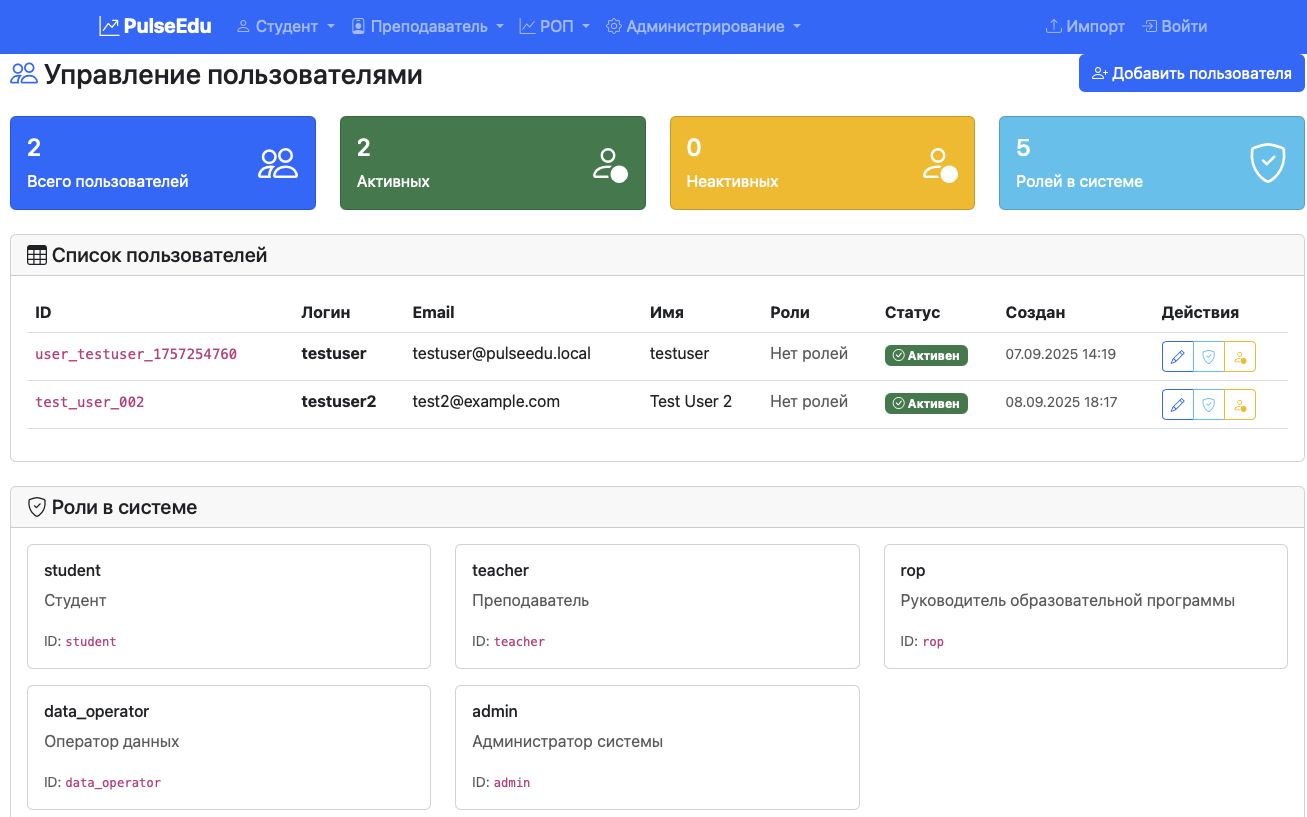 PulseEdu Студент Преподаватель РОП Администрирование Импорт Войти
Управление пользователями
Добавить пользователя
2
Всего пользователей
2
Активных
0
Неактивных
5
Ролей в системе
Список пользователей
ID Логин Email Имя Роли Статус Создан Действия
user_testuser_1757254760 testuser testuser@pulseedu.local testuser Нет ролей Активен 07.09.2025 14:19
test_user_002 testuser2 test2@example.com Test User 2 Нет ролей Активен 08.09.2025 18:17
Роли в системе
student
Студент
ID: student
teacher
Преподаватель
ID: teacher
rop
Руководитель образовательной программы
ID: rop
data_operator
Оператор данных
ID: data_operator
admin
Администратор системы
ID: admin